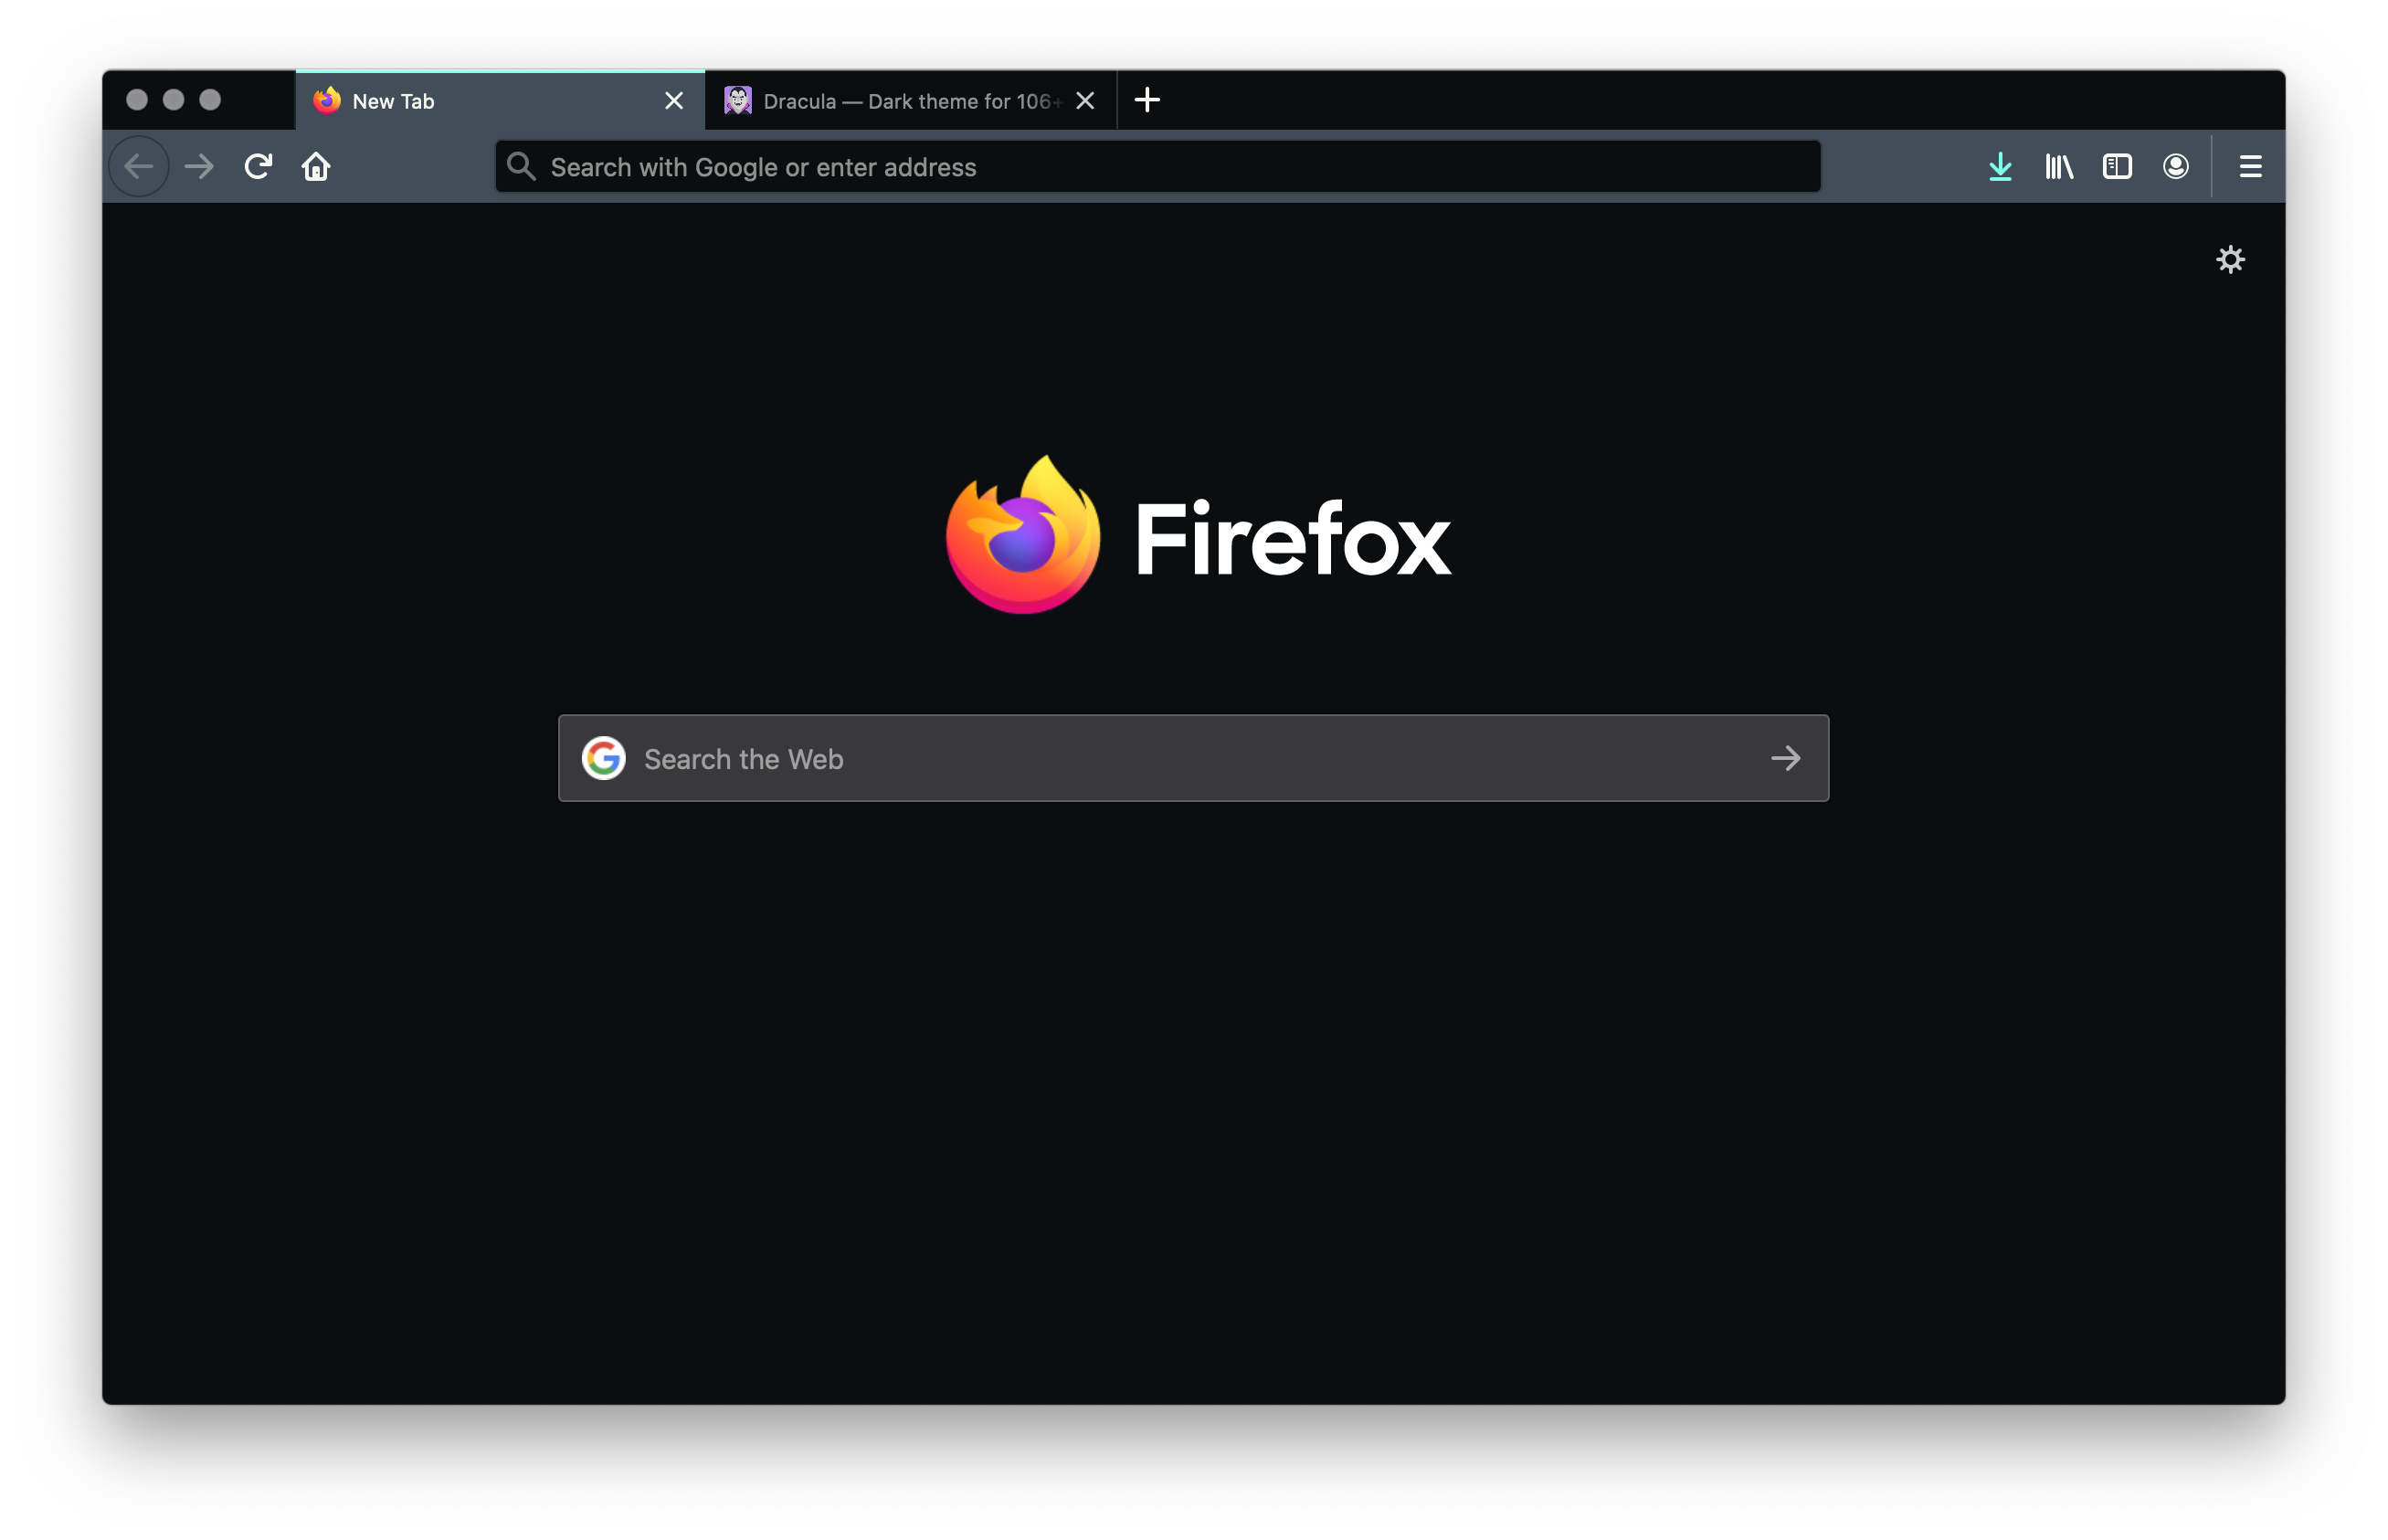 New Tab
Dracula — Dark theme for 106+
Search with Google or enter address
Firefox
Search the Web